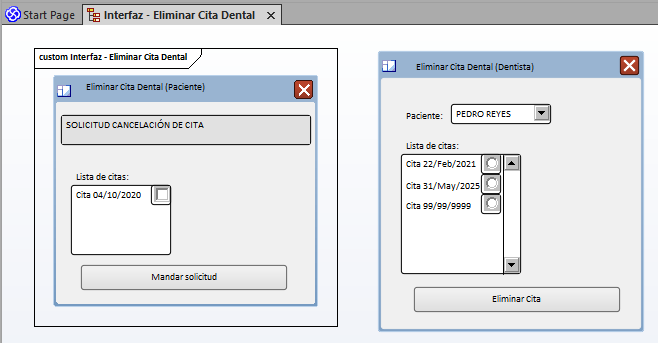 Start Page
Interfaz - Eliminar Cita Dental
custom Interfaz - Eliminar Cita Dental
Eliminar Cita Dental (Paciente)
SOLICITUD CANCELACIÓN DE CITA
Lista de citas:
Cita 04/10/2020
Mandar solicitud
Eliminar Cita Dental (Dentista)
Paciente:
PEDRO REYES
Lista de citas:
Cita 22/Feb/2021
Cita 31/May/2025
Cita 99/99/9999
Eliminar Cita